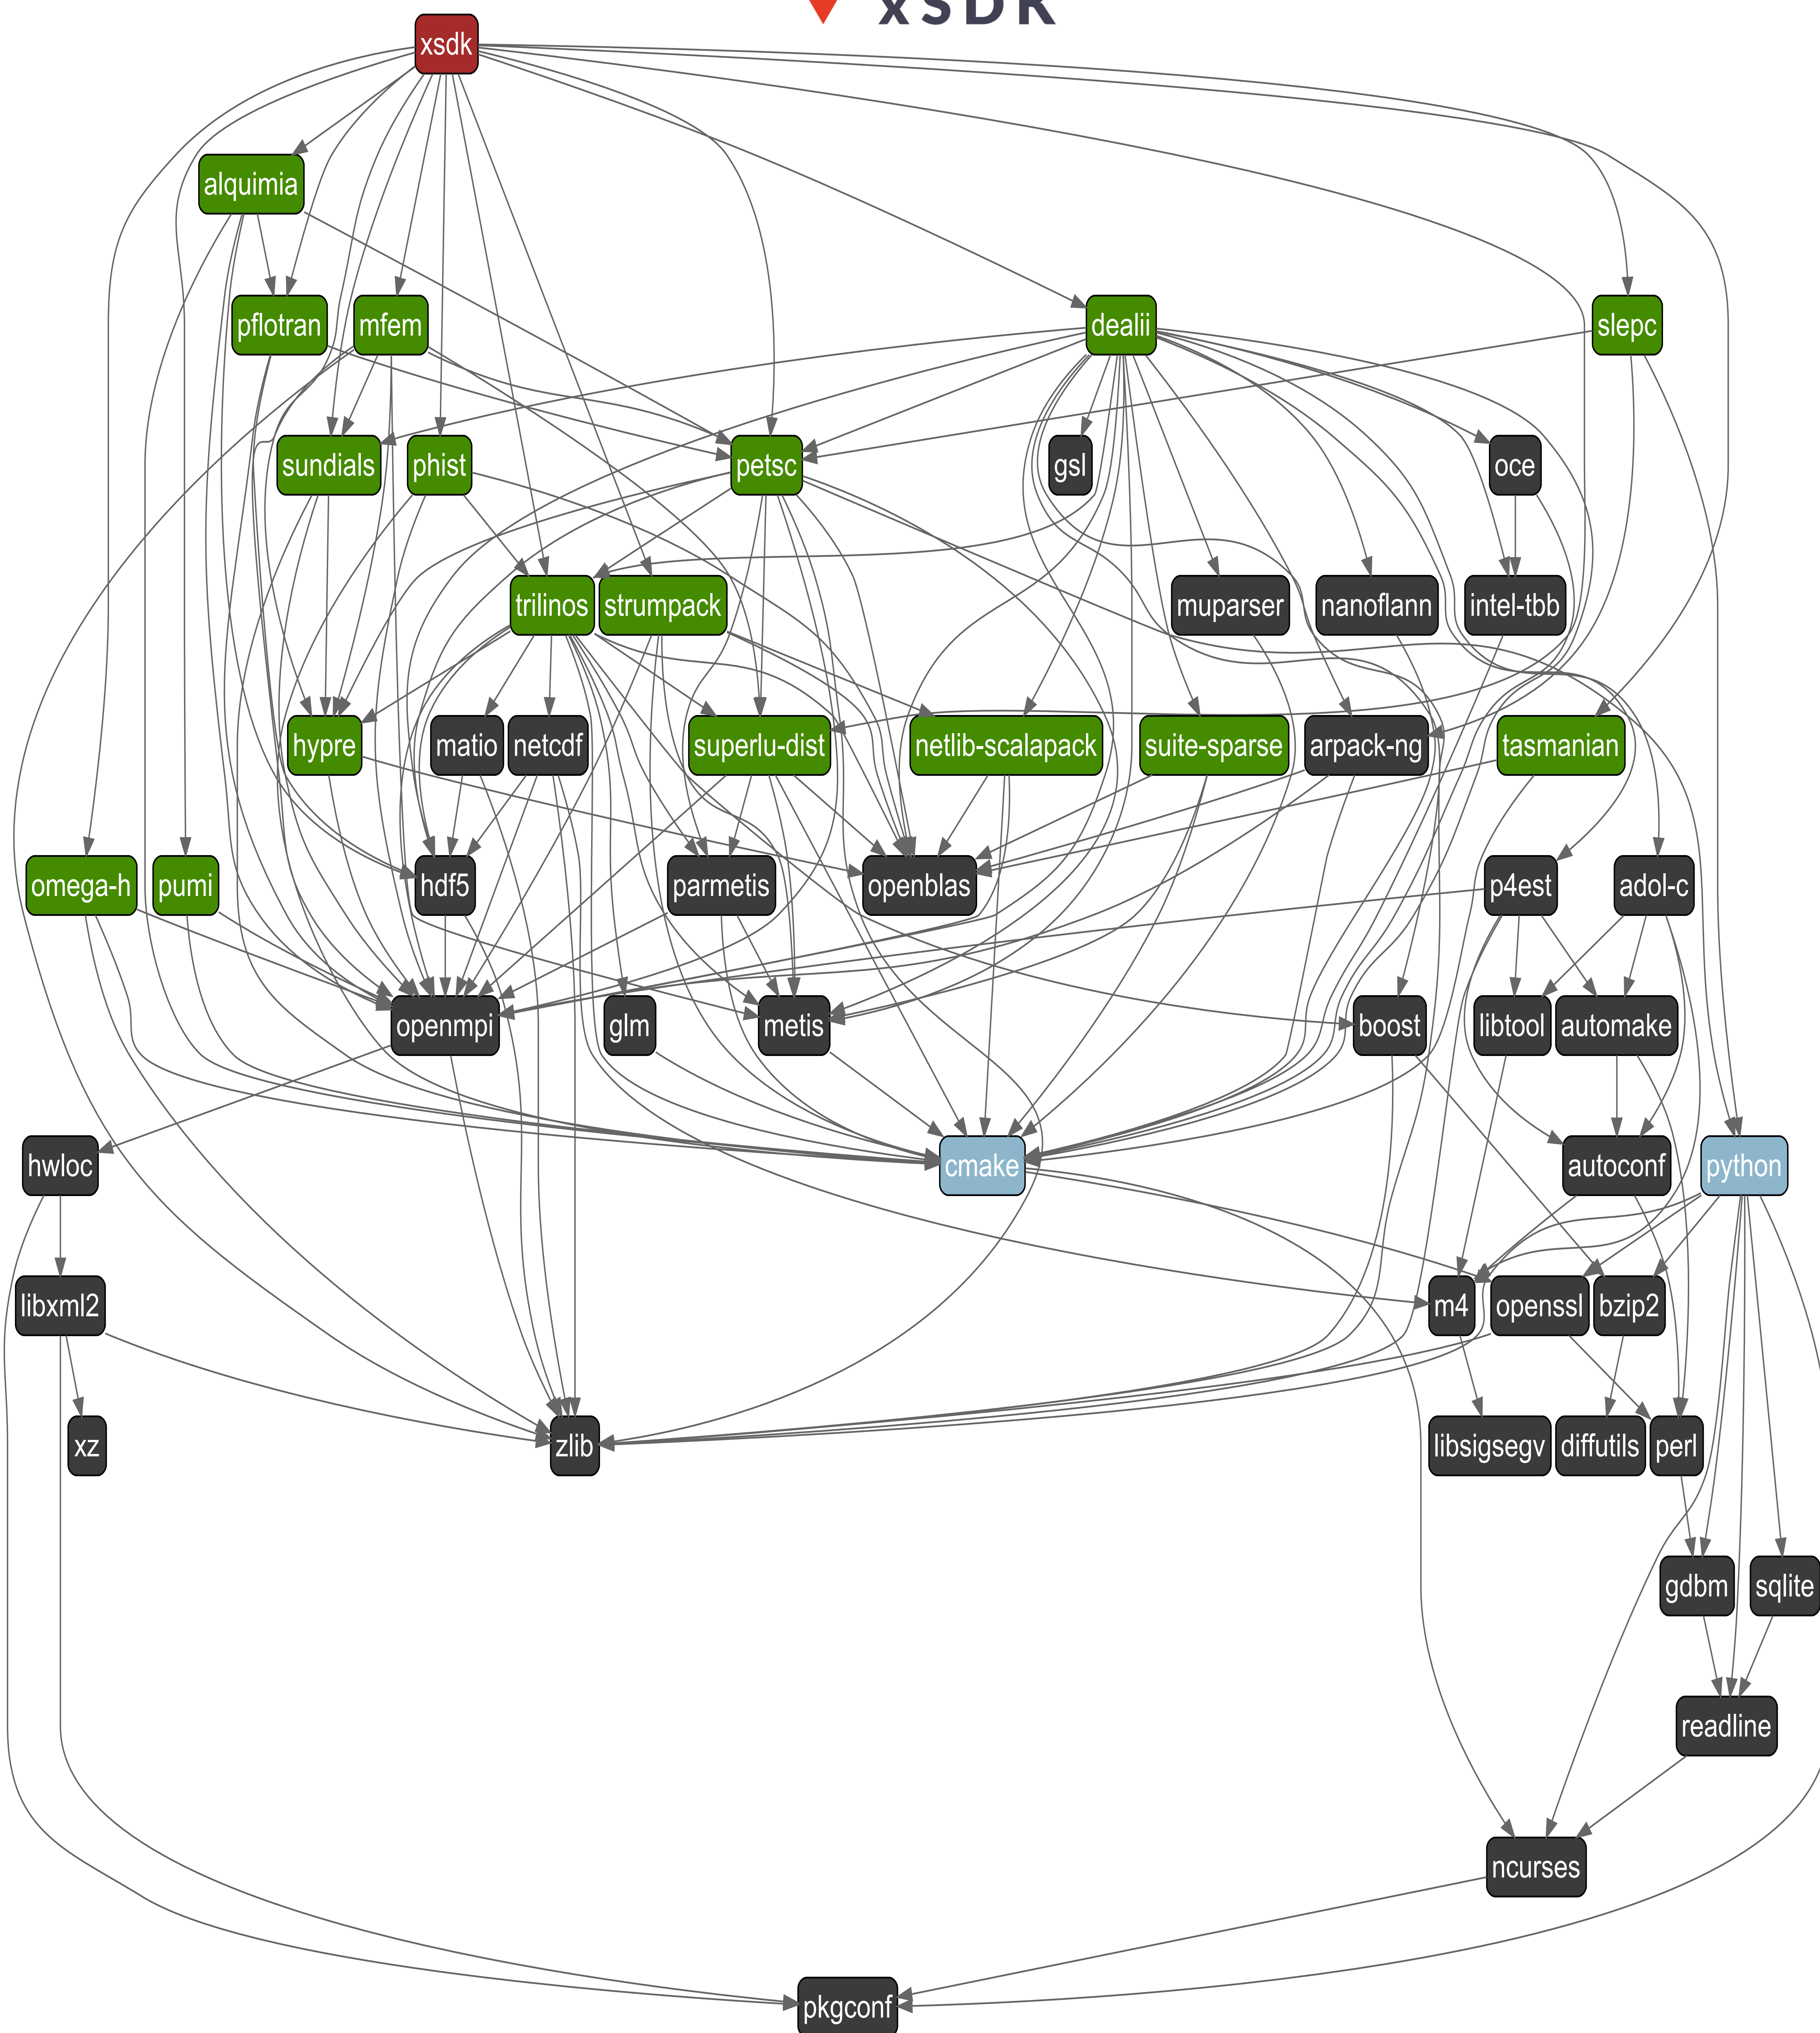 xSDK
xsdk
alquimia
pflotran
mfem
dealii
slepc
sundials
phist
petsc
gsl
oce
trilinos
strumpack
muparser
nanoflann
intel-tbb
hypre
matio
netcdf
superlu-dist
netlib-scalapack
suite-sparse
arpack-ng
tasmanian
omega-h
pumi
hdf5
parmetis
openblas
p4est
adol-c
openmpi
glm
metis
boost
libtool
automake
hwloc
cmake
autoconf
python
libxml2
m4
openssl
bzip2
xz
zlib
libsigsegv
diffutils
perl
gdbm
sqlite
readline
ncurses
pkgconf